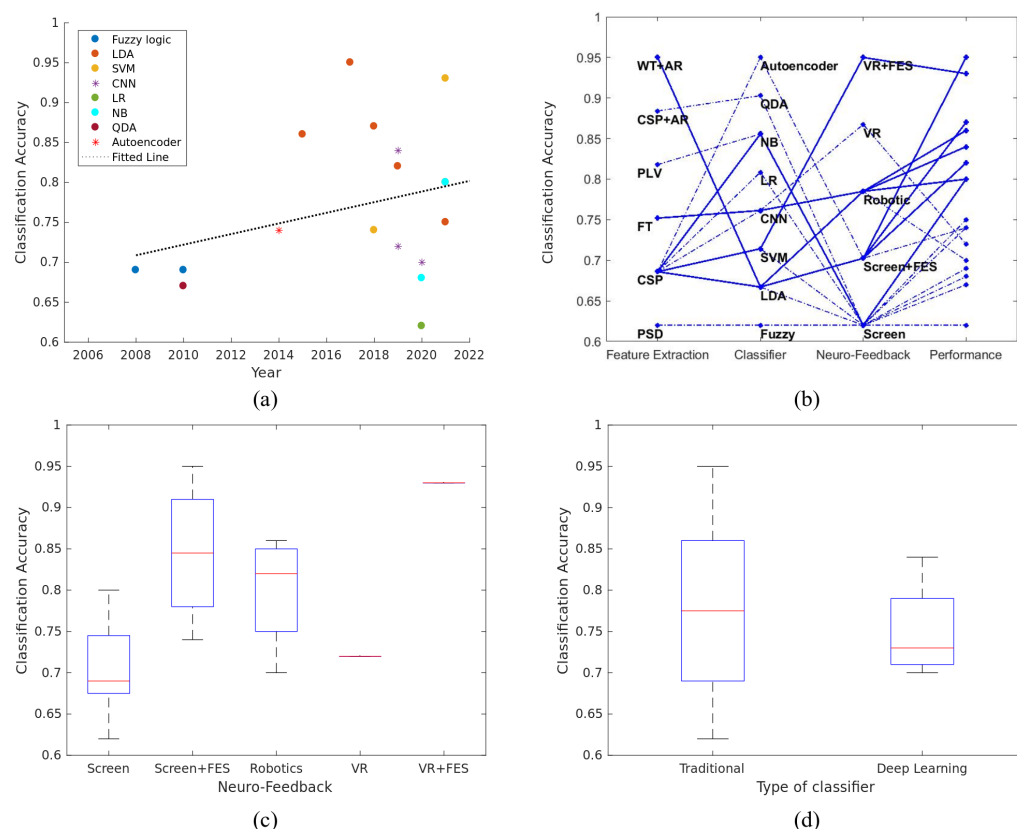 1
0.95
0.9
0.85
0.8
0.75
0.7
0.65
0.6
Classification Accuracy
Fuzzy logic
LDA
SVM
CNN
LR
NB
QDA
Autoencoder
Fitted Line
2006 2008 2010 2012 2014 2016 2018 2020 2022
Year
(a)
1
0.95
0.9
0.85
0.8
0.75
0.7
0.65
0.6
Classification Accuracy
WT+AR
CSP+AP
PLV
FT
CSP
PSD
Autoencoder
QDA
NB
LR
CNN
SVM
LDA
Fuzzy
VR+FES
VR
Robotic
Screen+FES
Screen
Feature Extraction Classifier Neuro-Feedback Performance
(b)
1
0.95
0.9
0.85
0.8
0.75
0.7
0.65
0.6
Classification Accuracy
Screen Screen+FES Robotics VR VR+FES
Neuro-Feedback
(c)
1
0.95
0.9
0.85
0.8
0.75
0.7
0.65
0.6
Classification Accuracy
Traditional Deep Learning
Type of classifier
(d)